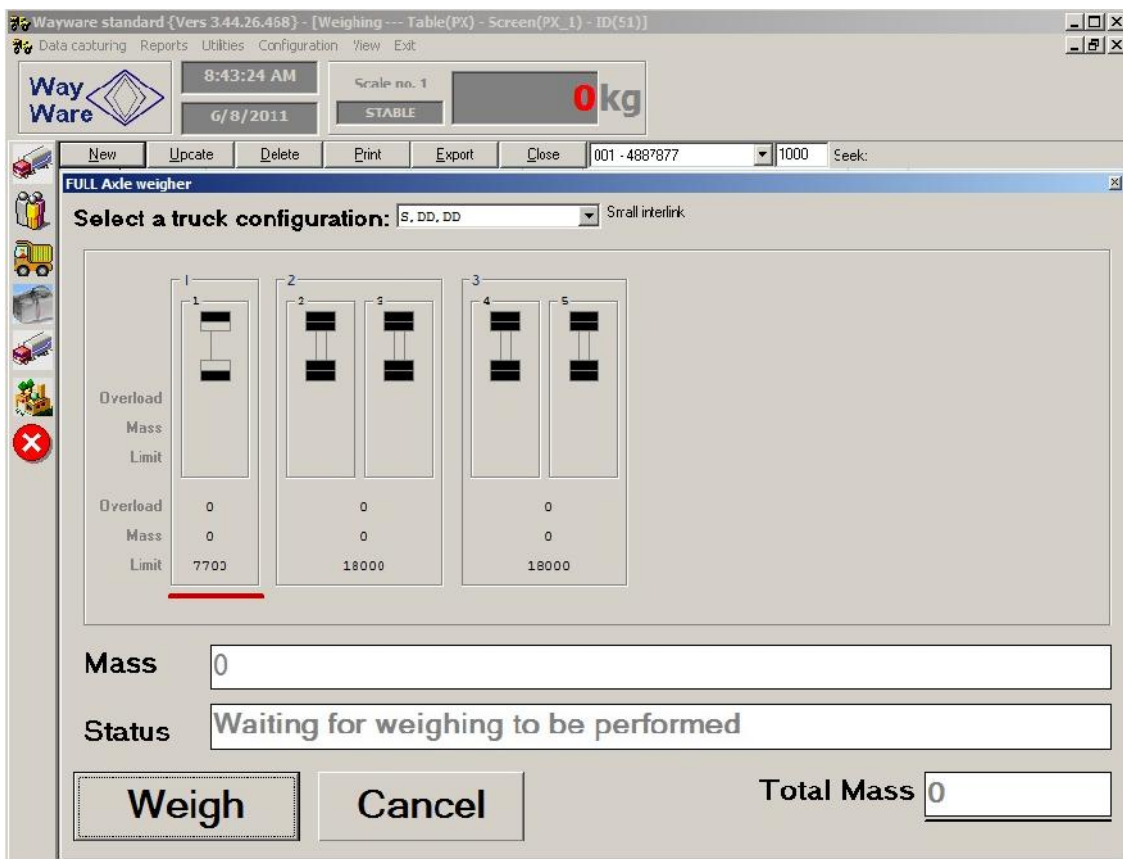 Wayware standard {Vers 3.44.26.468} - [Weighing --- Table(PX) - Screen(PX_1) - ID(51)]
Data capturing Reports Utilities Configuration View Exit
Way Ware
8:43:24 AM
6/8/2011
Scale no. 1
STABLE
0 kg
New Update Delete Print Export Close 001 - 4887877 1000 Seek:
FULL Axle weigher
Select a truck configuration: S,DD,DD Small interlink
1 2 3
1 2 3 4 5
Overload
Mass
Limit
Overload 0 0 0
Mass 0 0 0
Limit 7700 18000 18000
Mass 0
Status Waiting for weighing to be performed
Weigh Cancel Total Mass 0